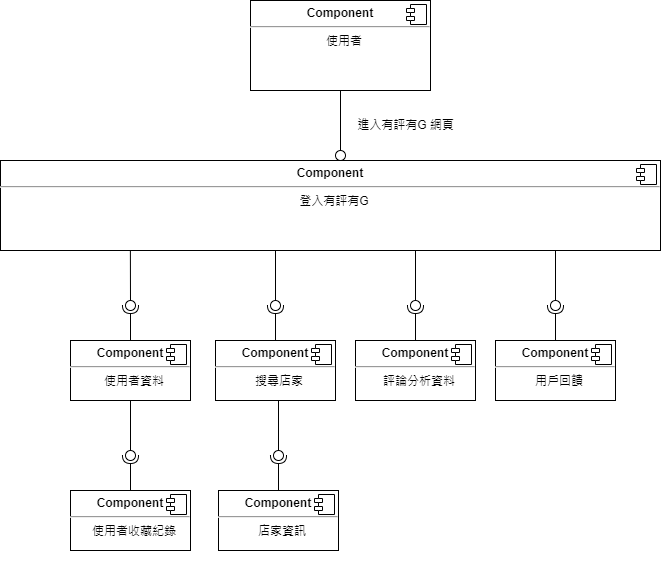 Component
使用者
進入有評有G 網頁
Component
登入有評有G
Component
使用者資料
Component
搜尋店家
Component
評論分析資料
Component
用戶回饋
Component
使用者收藏紀錄
Component
店家資訊